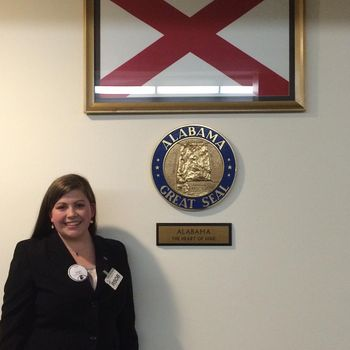 ALABAMA
GREAT SEAL
ALABAMA
THE HEART OF DIXIE